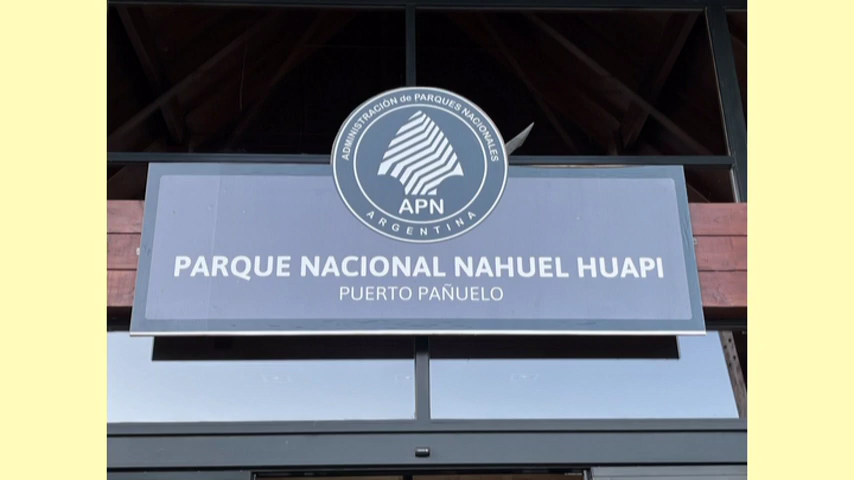 ADMINISTRACIÓN de PARQUES NACIONALES
APN
ARGENTINA
PARQUE NACIONAL NAHUEL HUAPI
PUERTO PAÑUELO